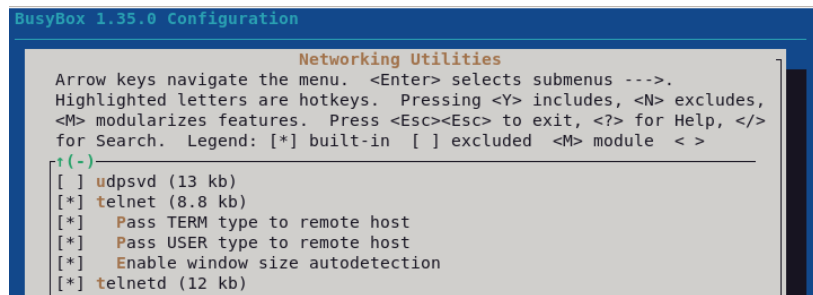 BusyBox 1.35.0 Configuration
Networking Utilities
Arrow keys navigate the menu.  <Enter> selects submenus --->.
Highlighted letters are hotkeys.  Pressing <Y> includes, <N> excludes,
<M> modularizes features.  Press <Esc><Esc> to exit, <?> for Help, </>
for Search.  Legend: [*] built-in  [ ] excluded  <M> module  < >
↑(-)
[ ] udpsvd (13 kb)
[*] telnet (8.8 kb)
[*]   Pass TERM type to remote host
[*]   Pass USER type to remote host
[*]   Enable window size autodetection
[*] telnetd (12 kb)